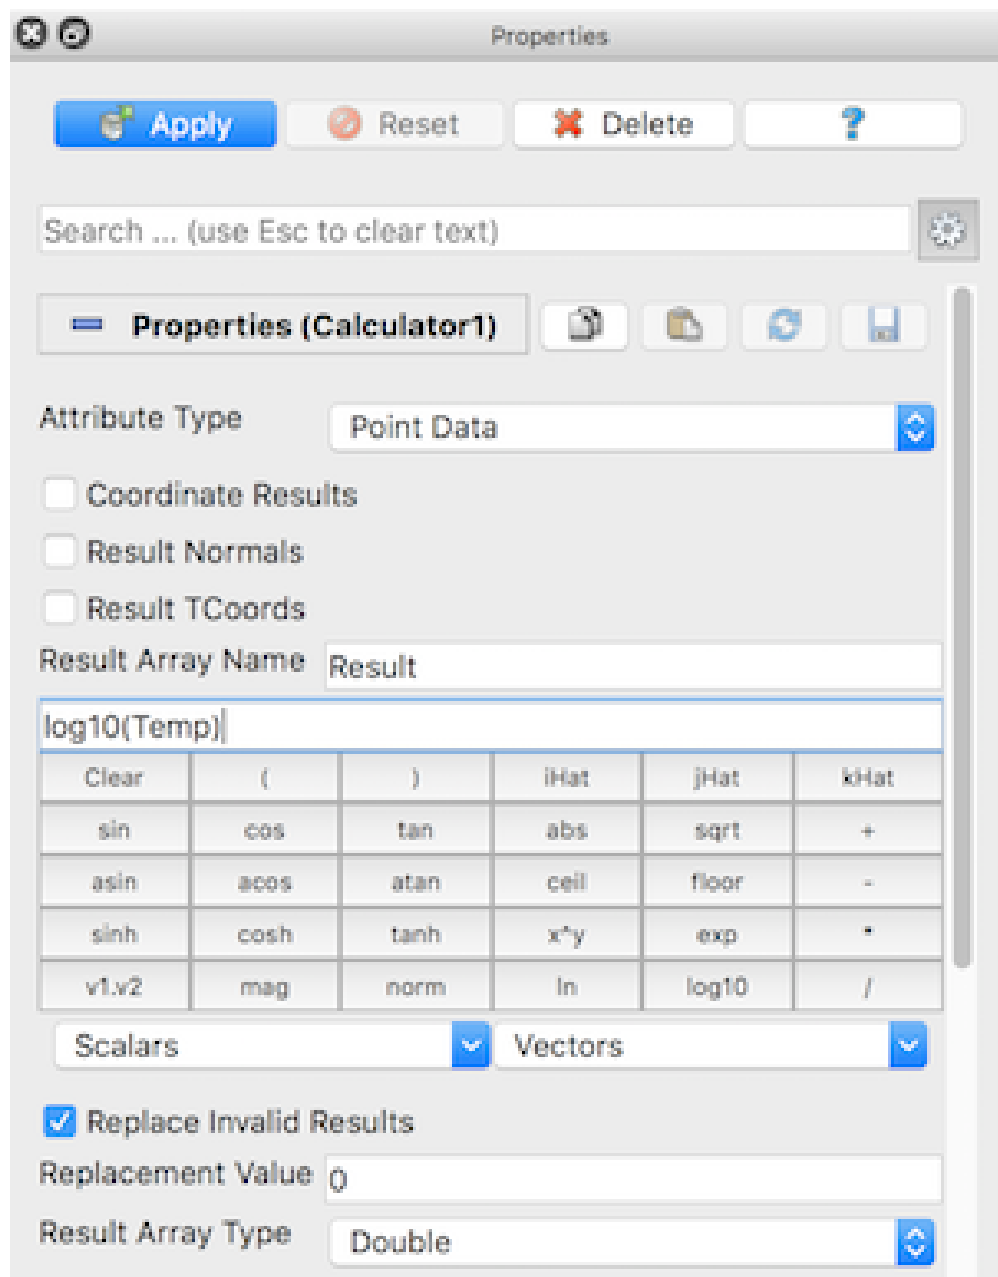 Properties
Apply Reset Delete ?
Search ... (use Esc to clear text)
Properties (Calculator1)
Attribute Type Point Data
Coordinate Results
Result Normals
Result TCoords
Result Array Name Result
log10(Temp)
Clear ( ) iHat jHat kHat
sin cos tan abs sqrt +
asin acos atan ceil floor -
sinh cosh tanh x^y exp *
v1.v2 mag norm ln log10 /
Scalars Vectors
Replace Invalid Results
Replacement Value 0
Result Array Type Double